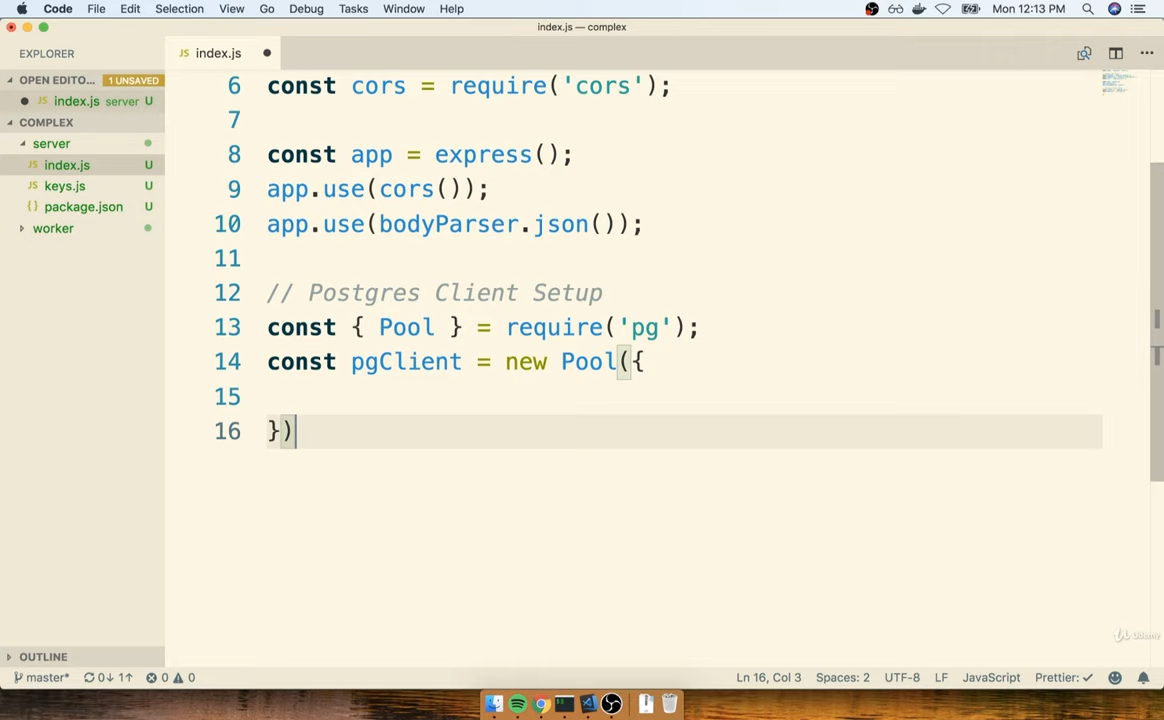 Code File Edit Selection View Go Debug Tasks Window Help Mon 12:13 PM
index.js — complex
EXPLORER
JS index.js
OPEN EDITO... 1 UNSAVED
JS index.js server U
COMPLEX
server
JS index.js U
JS keys.js U
{} package.json U
worker
6 const cors = require('cors');
7
8 const app = express();
9 app.use(cors());
10 app.use(bodyParser.json());
11
12 // Postgres Client Setup
13 const { Pool } = require('pg');
14 const pgClient = new Pool({
15
16 })
Udemy
OUTLINE
master* 0↓ 1↑ 0 0 Ln 16, Col 3 Spaces: 2 UTF-8 LF JavaScript Prettier: ✓